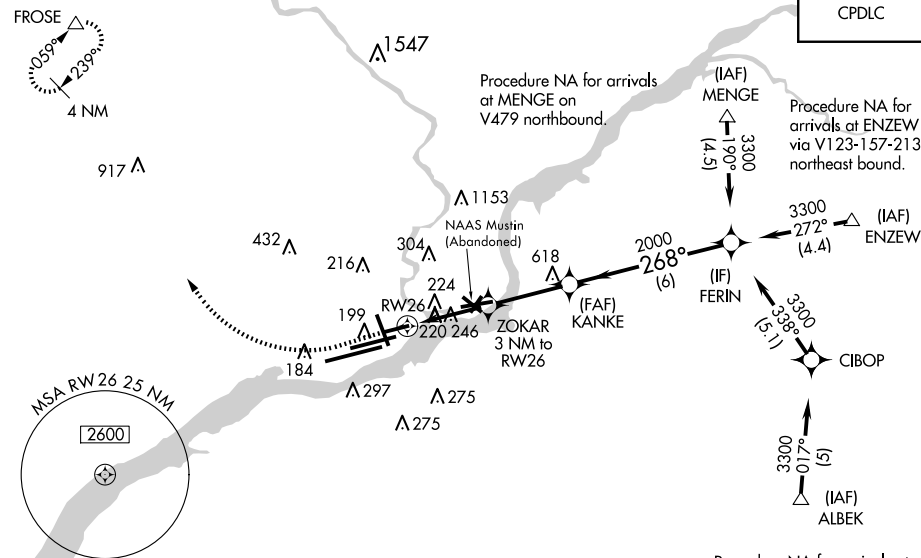 FROSE
059°
239°
4 NM
1547
CPDLC
Procedure NA for arrivals
at MENGE on
V479 northbound.
(IAF)
MENGE
3300
190°
(4.5)
Procedure NA for
arrivals at ENZEW
via V123-157-213
northeast bound.
917
1153
NAAS Mustin
(Abandoned)
3300
272°
(4.4)
(IAF)
ENZEW
432
304
216
618
2000
268°
(6)
(IF)
FERIN
224
RW26
199
220
246
ZOKAR
3 NM to
RW26
(FAF)
KANKE
3300
338°
(5.1)
CIBOP
184
297
275
275
MSA RW26 25 NM
2600
3300
017°
(5)
(IAF)
ALBEK